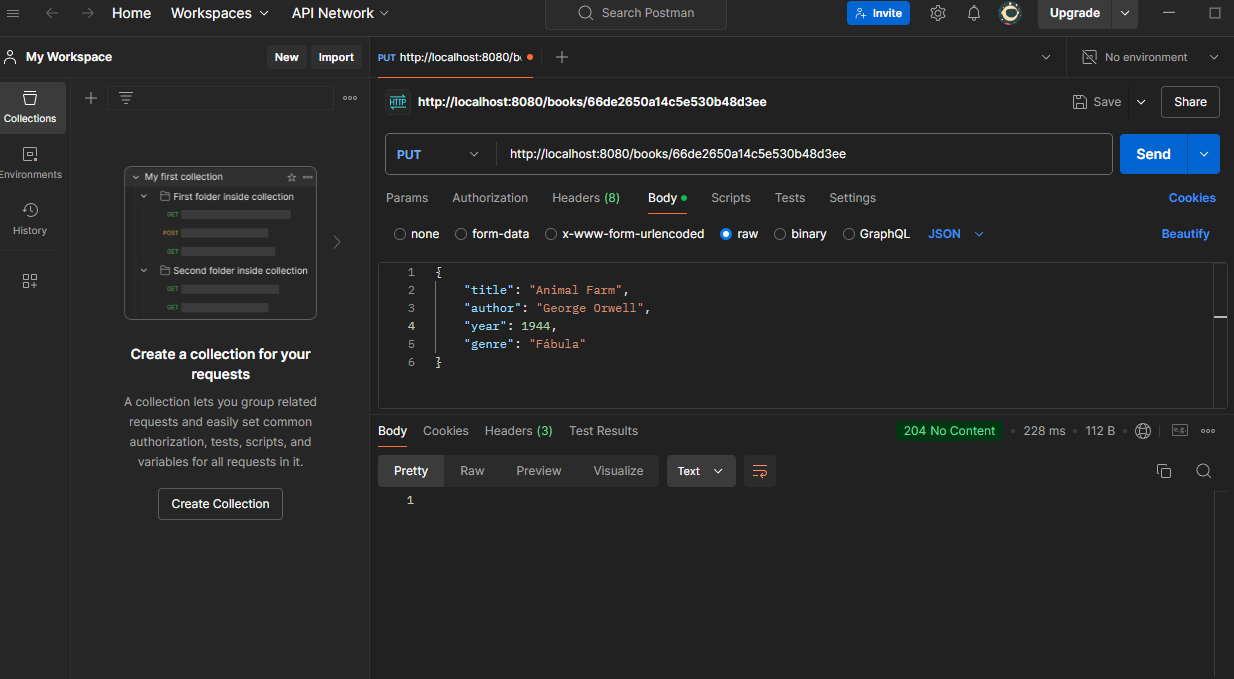 Home Workspaces API Network Search Postman Invite Upgrade
My Workspace New Import PUT http://localhost:8080/b No environment
Collections
Environments
History
My first collection
First folder inside collection
GET
POST
GET
Second folder inside collection
GET
GET
Create a collection for your
requests
A collection lets you group related
requests and easily set common
authorization, tests, scripts, and
variables for all requests in it.
Create Collection
HTTP http://localhost:8080/books/66de2650a14c5e530b48d3ee Save Share
PUT http://localhost:8080/books/66de2650a14c5e530b48d3ee Send
Params Authorization Headers (8) Body Scripts Tests Settings Cookies
none form-data x-www-form-urlencoded raw binary GraphQL JSON Beautify
1 {
2 "title": "Animal Farm",
3 "author": "George Orwell",
4 "year": 1944,
5 "genre": "Fábula"
6 }
Body Cookies Headers (3) Test Results 204 No Content 228 ms 112 B e.g.
Pretty Raw Preview Visualize Text
1